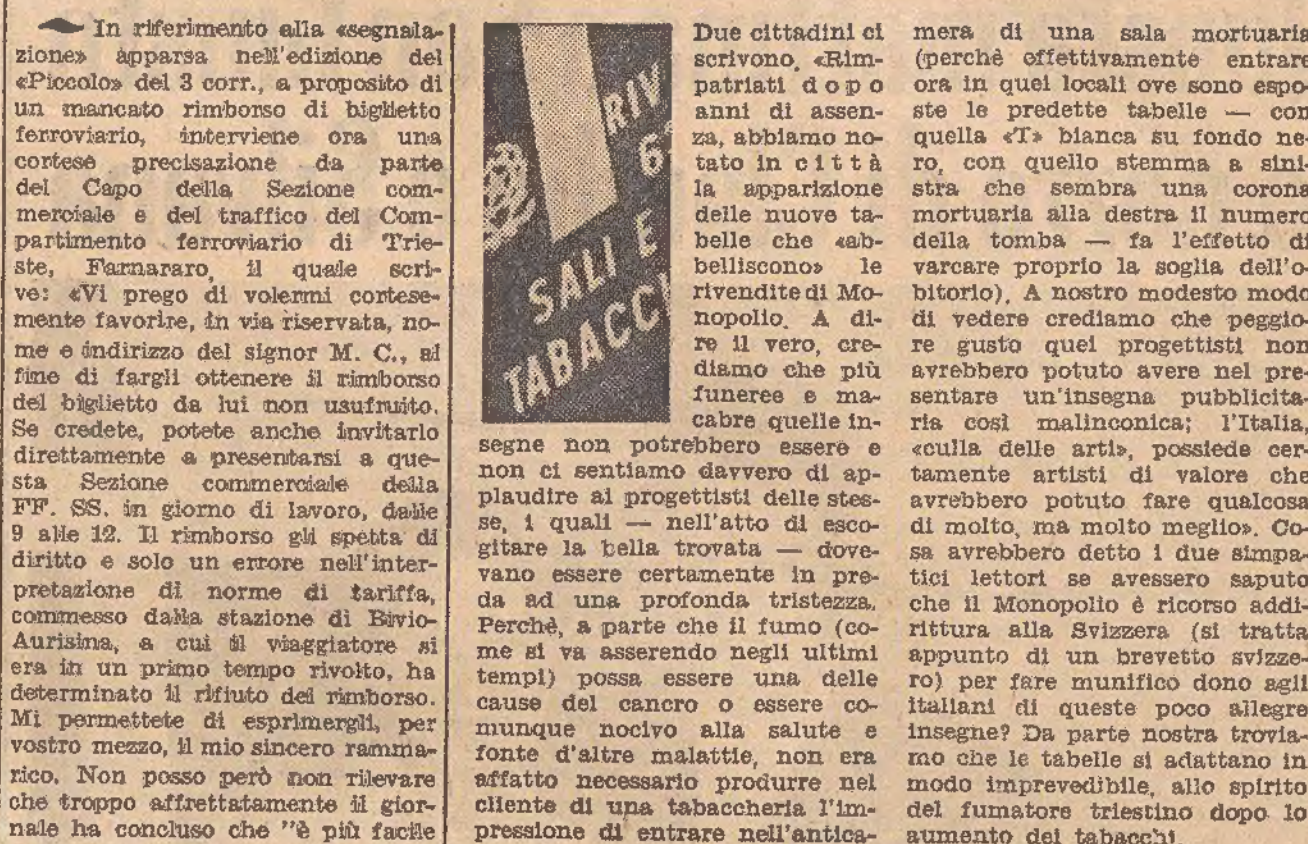 In riferimento alla «segnala-
zione» apparsa nell'edizione del
«Piccolo» del 3 corr., a proposito di
un mancato rimborso di biglietto
ferroviario, interviene ora una
cortese precisazione da parte
del Capo della Sezione com-
merciale e del traffico del Com-
partimento ferroviario di Trie-
ste, Farnararo, il quale scri-
ve: «Vi prego di volermi cortese-
mente favorire, in via riservata, no-
me e indirizzo del signor M. C., al
fine di fargli ottenere il rimborso
del biglietto da lui non usufruito.
Se credete, potete anche invitarlo
direttamente a presentarsi a que-
sta Sezione commerciale della
FF. SS. in giorno di lavoro, dalle
9 alle 12. Il rimborso gli spetta di
diritto e solo un errore nell'inter-
pretazione di norme di tariffa,
commesso dalla stazione di Bivio-
Aurisina, a cui il viaggiatore si
era in un primo tempo rivolto, ha
determinato il rifiuto del rimborso.
Mi permettete di esprimergli, per
vostro mezzo, il mio sincero ramma-
rico. Non posso però non rilevare
che troppo affrettatamente il gior-
nale ha concluso che "è più facile
RIV
6
SALI E
TABACCHI
Due cittadini ci
scrivono, «Rim-
patriati dopo
anni di assen-
za, abbiamo no-
tato in città
la apparizione
delle nuove ta-
belle che «ab-
belliscono» le
rivendite di Mo-
nopolio. A di-
re il vero, cre-
diamo che più
funeree e ma-
cabre quelle in-
segne non potrebbero essere e
non ci sentiamo davvero di ap-
plaudire ai progettisti delle stes-
se, i quali — nell'atto di esco-
gitare la bella trovata — dove-
vano essere certamente in pre-
da ad una profonda tristezza.
Perchè, a parte che il fumo (co-
me si va asserendo negli ultimi
tempi) possa essere una delle
cause del cancro o essere co-
munque nocivo alla salute e
fonte d'altre malattie, non era
affatto necessario produrre nel
cliente di una tabaccheria l'im-
pressione di entrare nell'antica-
mera di una sala mortuaria
(perchè effettivamente entrare
ora in quei locali ove sono espo-
ste le predette tabelle — con
quella «T» bianca su fondo ne-
ro, con quello stemma a sini-
stra che sembra una corona
mortuaria alla destra il numero
della tomba — fa l'effetto di
varcare proprio la soglia dell'o-
bitorio). A nostro modesto modo
di vedere crediamo che peggio-
re gusto quei progettisti non
avrebbero potuto avere nel pre-
sentare un'insegna pubblicita-
ria così malinconica; l'Italia,
«culla delle arti», possiede cer-
tamente artisti di valore che
avrebbero potuto fare qualcosa
di molto, ma molto meglio». Co-
sa avrebbero detto i due simpa-
tici lettori se avessero saputo
che il Monopolio è ricorso addi-
rittura alla Svizzera (si tratta
appunto di un brevetto svizze-
ro) per fare munifico dono agli
italiani di queste poco allegre
insegne? Da parte nostra trovia-
mo che le tabelle si adattano in
modo imprevedibile, allo spirito
del fumatore triestino dopo lo
aumento dei tabacchi.